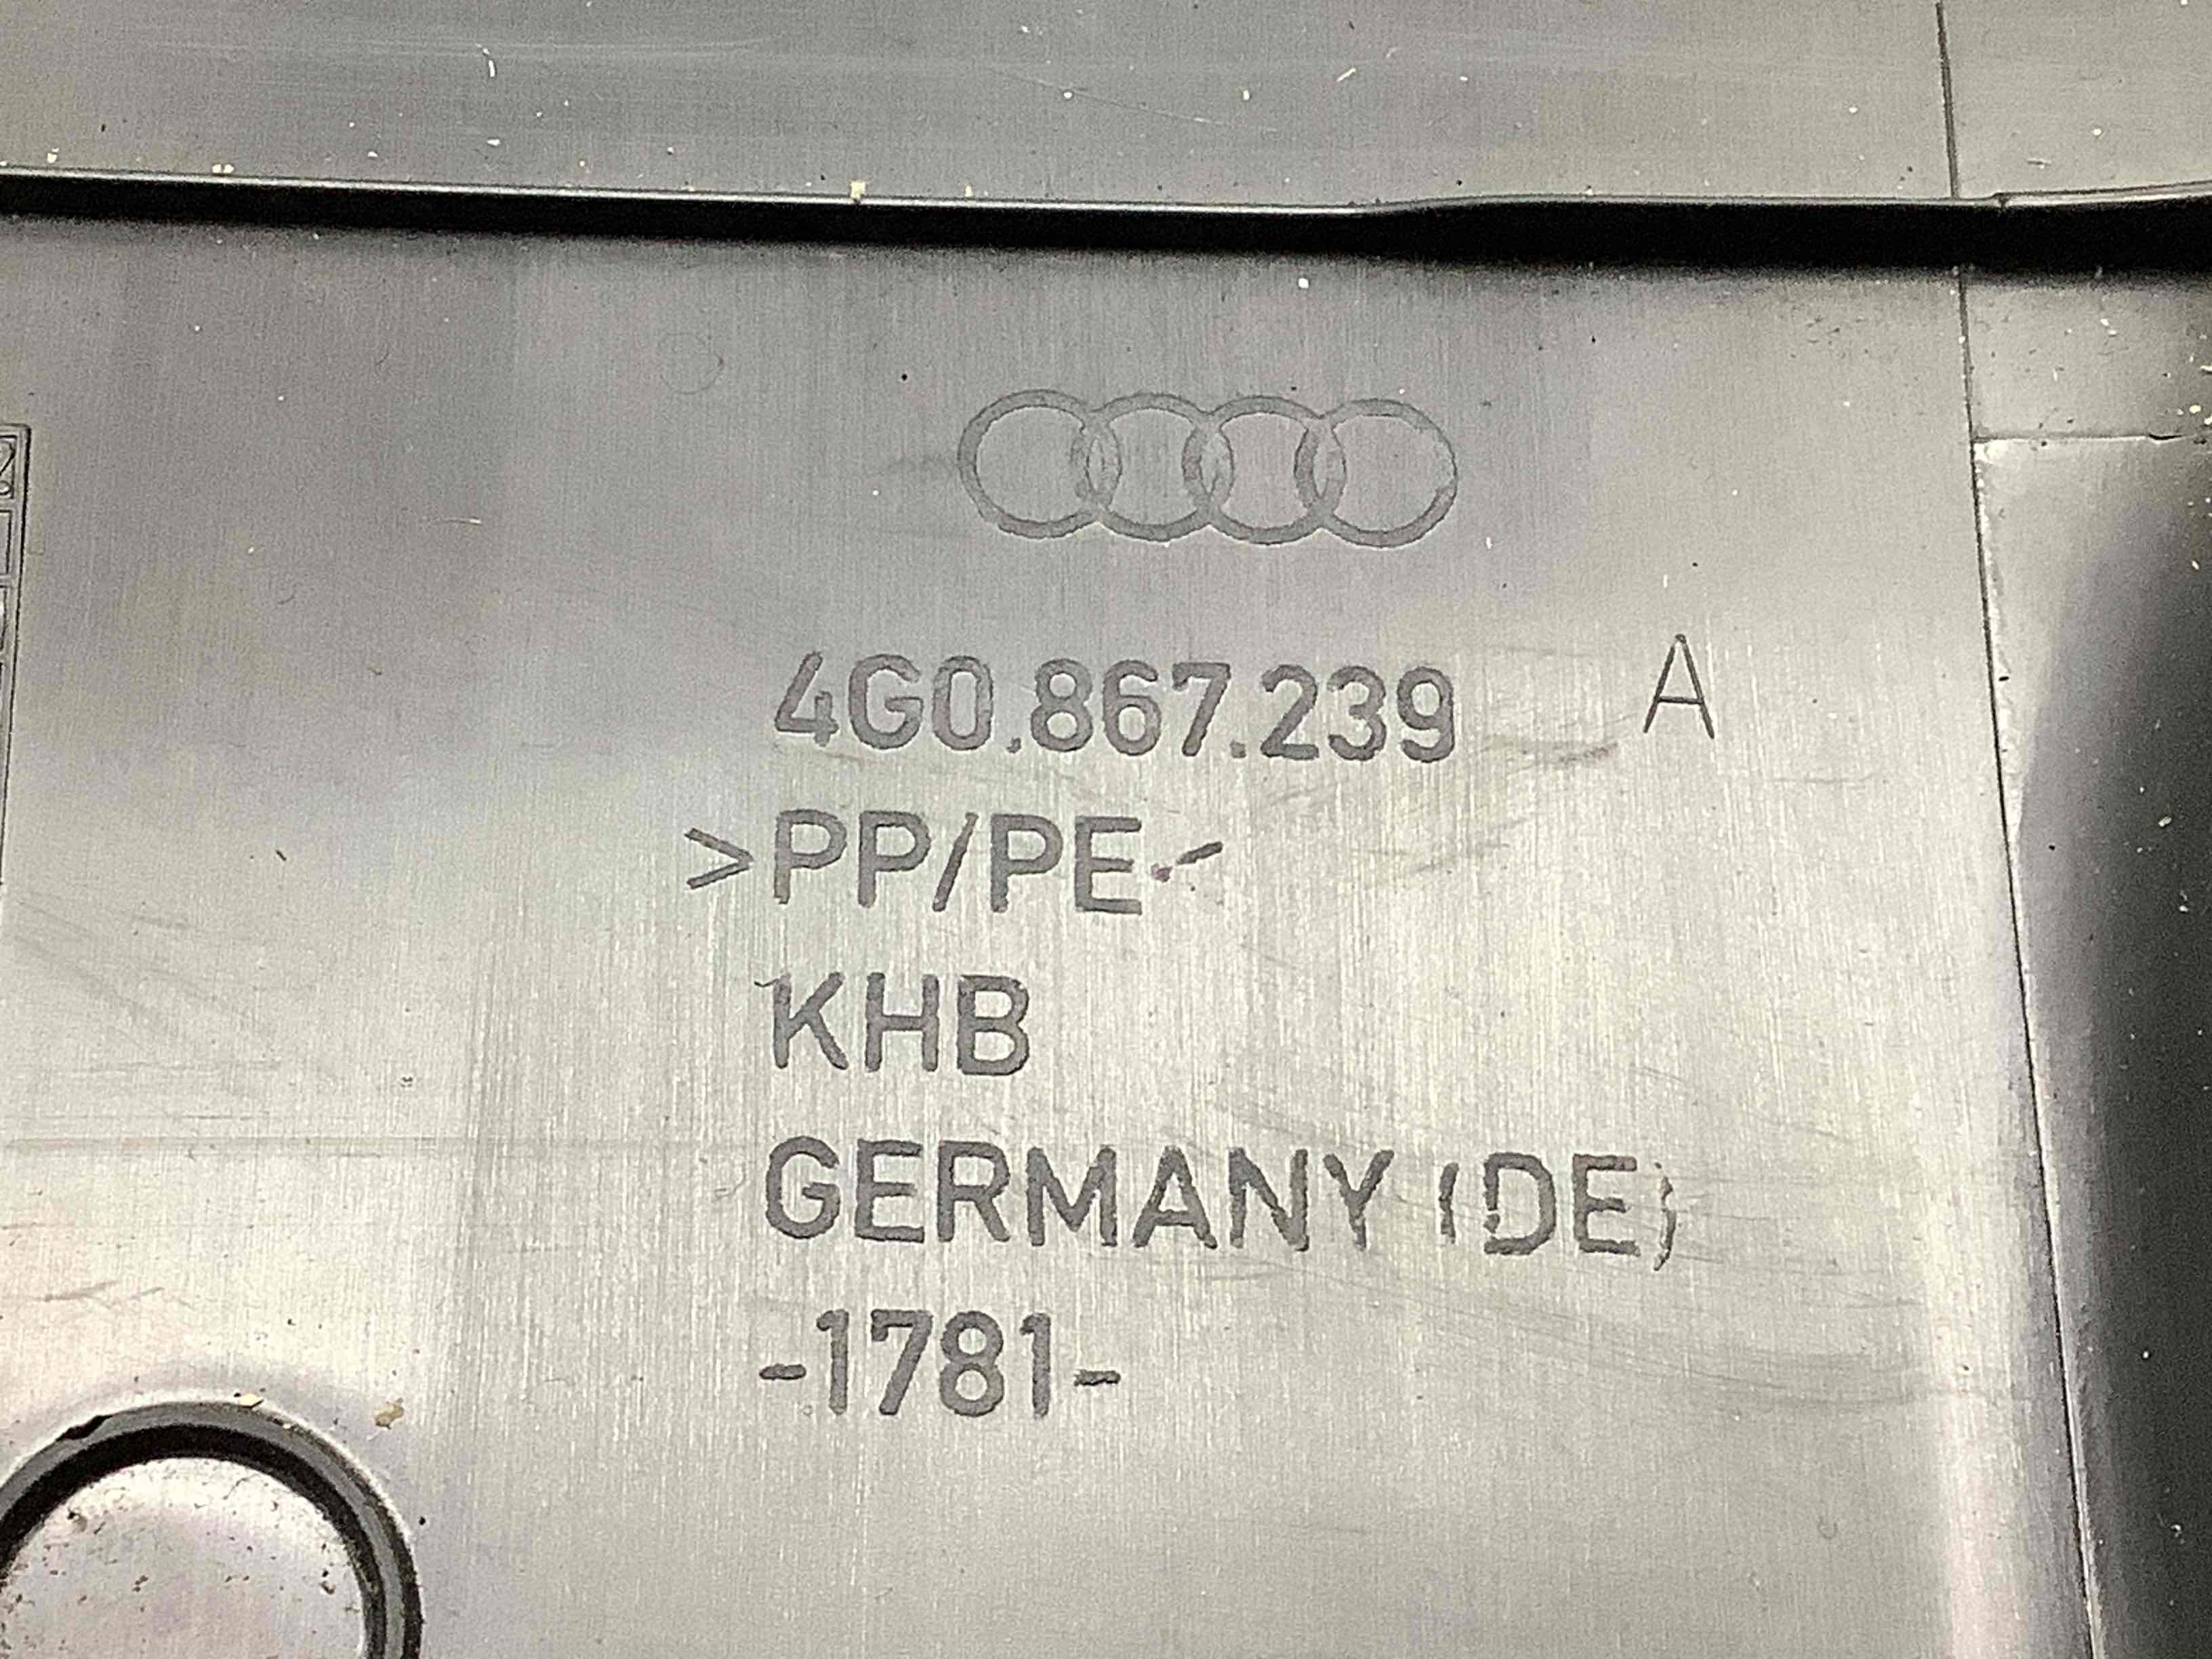 4G0.867.239 A
>PP/PE<
KHB
GERMANY (DE)
-1781-